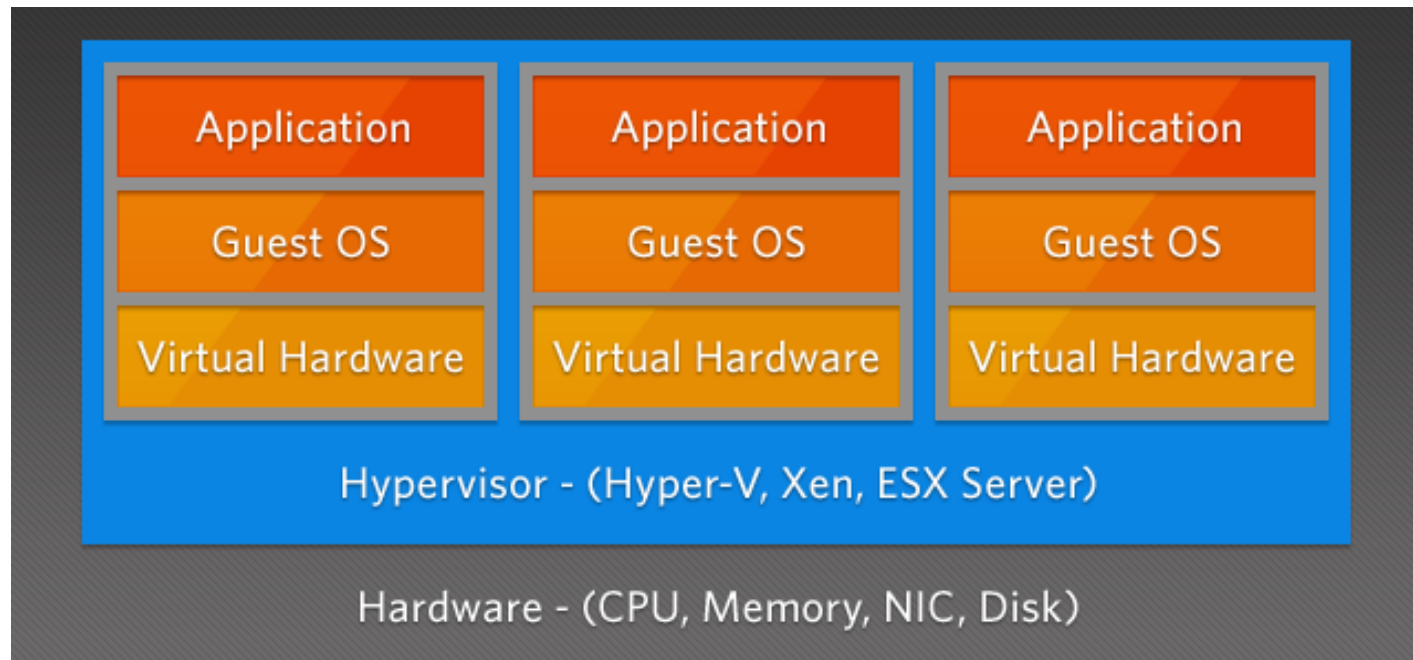 Application
Application
Application
Guest OS
Guest OS
Guest OS
Virtual Hardware
Virtual Hardware
Virtual Hardware
Hypervisor - (Hyper-V, Xen, ESX Server)
Hardware - (CPU, Memory, NIC, Disk)